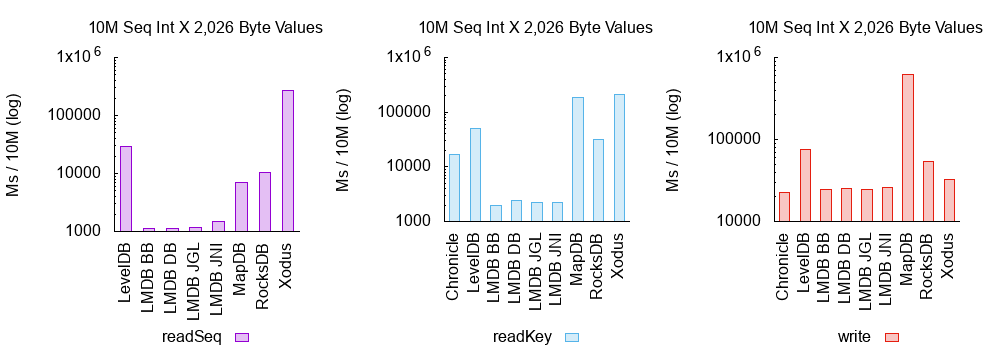 10M Seq Int X 2,026 Byte Values
1x10^6
100000
10000
1000
Ms / 10M (log)
LevelDB
LMDB BB
LMDB DB
LMDB JGL
LMDB JNI
MapDB
RocksDB
Xodus
readSeq
10M Seq Int X 2,026 Byte Values
1x10^6
100000
10000
1000
Ms / 10M (log)
Chronicle
LevelDB
LMDB BB
LMDB DB
LMDB JGL
LMDB JNI
MapDB
RocksDB
Xodus
readKey
10M Seq Int X 2,026 Byte Values
1x10^6
100000
10000
Ms / 10M (log)
Chronicle
LevelDB
LMDB BB
LMDB DB
LMDB JGL
LMDB JNI
MapDB
RocksDB
Xodus
write